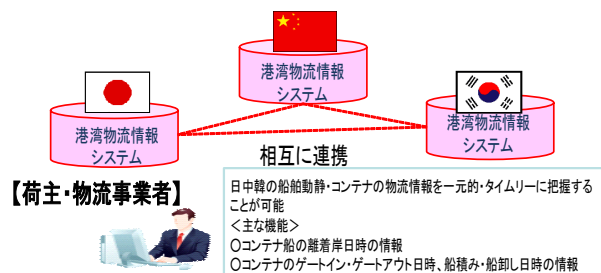 港湾物流情報
システム
港湾物流情報
システム
港湾物流情報
システム
相互に連携
【荷主・物流事業者】
日中韓の船舶動静・コンテナの物流情報を一元的・タイムリーに把握する
ことが可能
＜主な機能＞
○コンテナ船の離着岸日時の情報
○コンテナのゲートイン・ゲートアウト日時、船積み・船卸し日時の情報